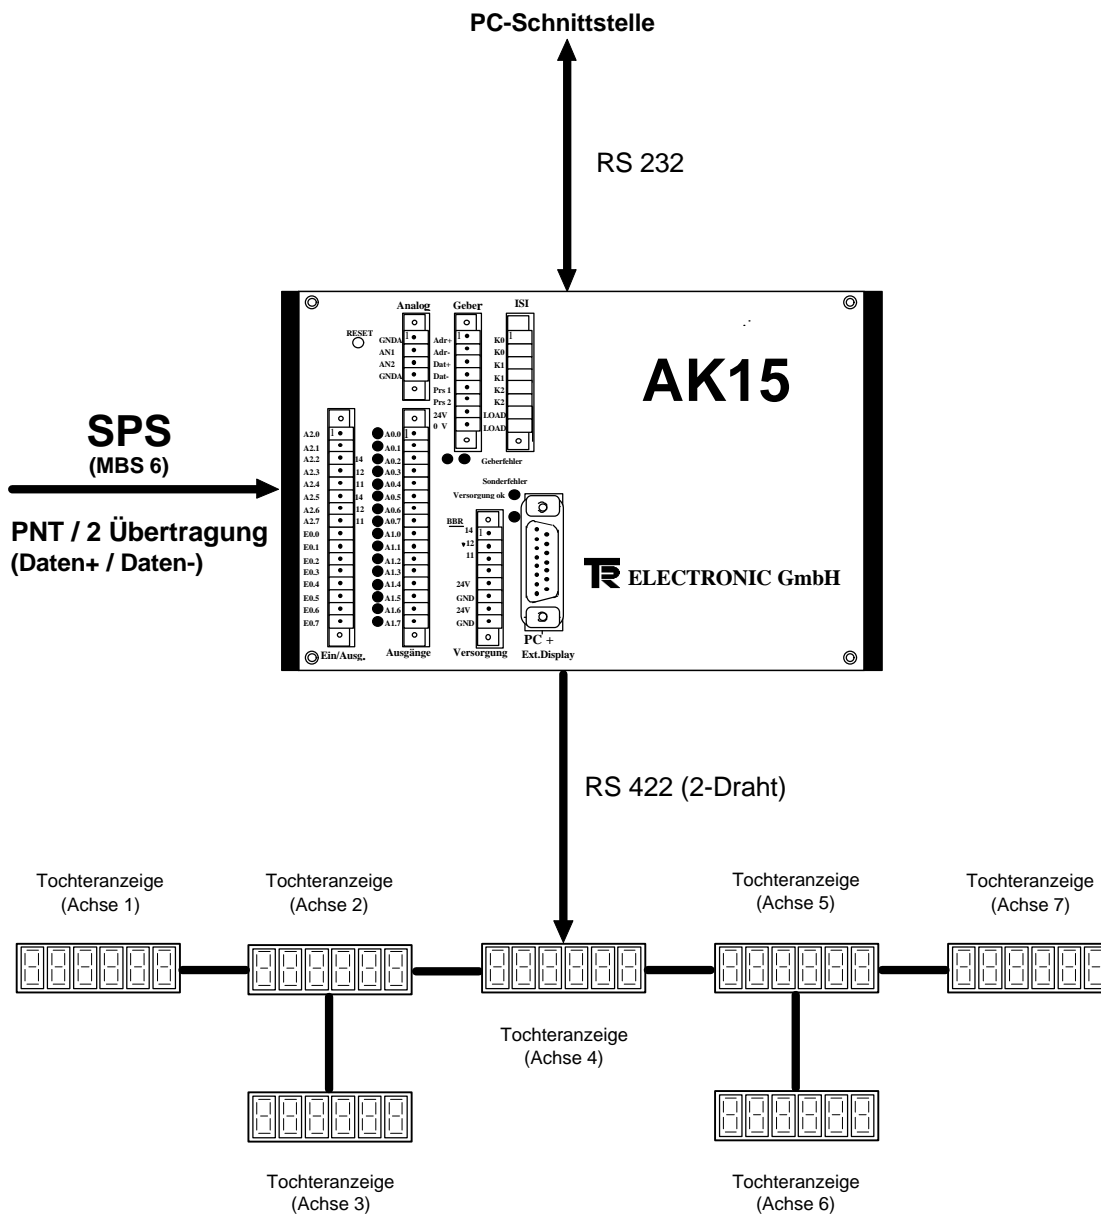 PC-Schnittstelle
RS 232
Analog
Geber
ISI
RESET
GNDA
AN1
AN2
GNDA
1
Adr+
Adr-
Dat+
Dat-
Prs 1
Prs 2
24V
0 V
1
K0
K0
K1
K1
K2
K2
LOAD
LOAD
1
AK15
SPS
(MBS 6)
PNT / 2 Übertragung
(Daten+ / Daten-)
A2.0
A2.1
A2.2
A2.3
A2.4
A2.5
A2.6
A2.7
E0.0
E0.1
E0.2
E0.3
E0.4
E0.5
E0.6
E0.7
1
14
12
11
14
12
11
Ein/Ausg.
A0.0
A0.1
A0.2
A0.3
A0.4
A0.5
A0.6
A0.7
A1.0
A1.1
A1.2
A1.3
A1.4
A1.5
A1.6
A1.7
1
Ausgänge
Geberfehler
Sonderfehler
Versorgung ok
BBR
14
12
11
24V
GND
24V
GND
1
Versorgung
PC +
Ext.Display
TR ELECTRONIC GmbH
RS 422 (2-Draht)
Tochteranzeige
(Achse 1)
Tochteranzeige
(Achse 2)
Tochteranzeige
(Achse 5)
Tochteranzeige
(Achse 7)
Tochteranzeige
(Achse 4)
Tochteranzeige
(Achse 3)
Tochteranzeige
(Achse 6)